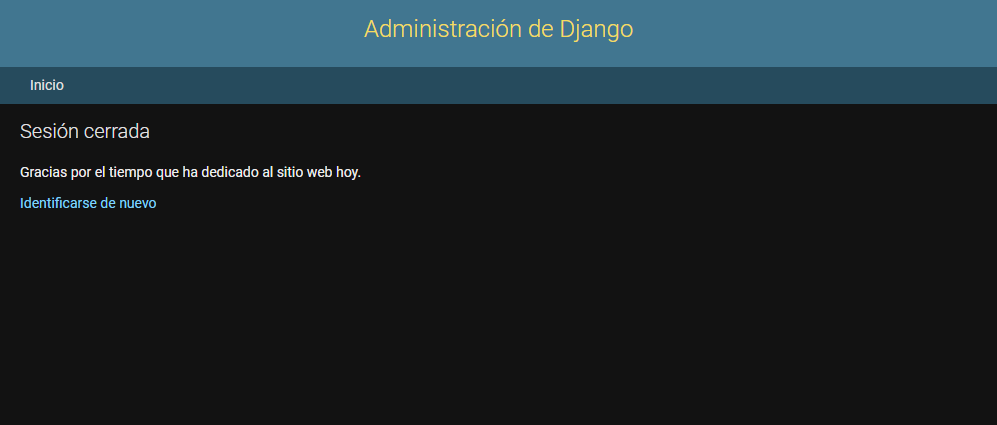 Administración de Django
Inicio
Sesión cerrada
Gracias por el tiempo que ha dedicado al sitio web hoy.
Identificarse de nuevo